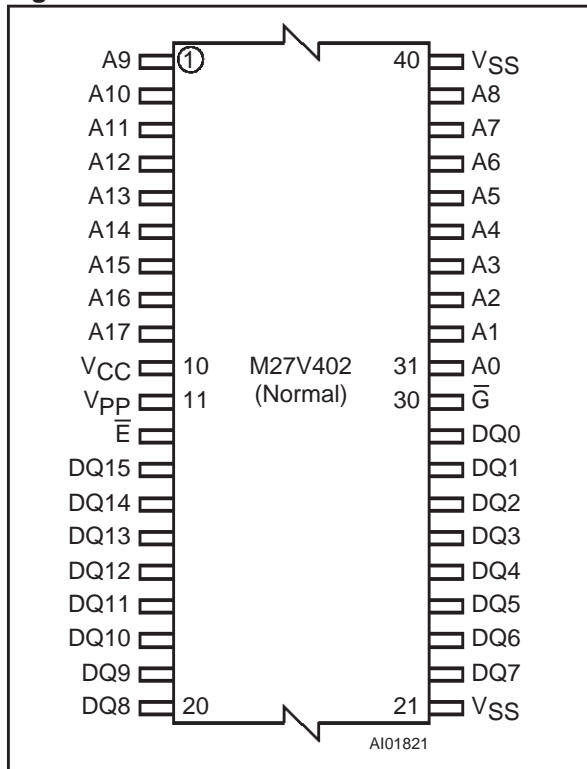 A9 1 40 VSS
A10 A8
A11 A7
A12 A6
A13 A5
A14 A4
A15 A3
A16 A2
A17 A1
VCC 10 M27V402 31 A0
VPP 11 (Normal) 30 G̅
E̅ DQ0
DQ15 DQ1
DQ14 DQ2
DQ13 DQ3
DQ12 DQ4
DQ11 DQ5
DQ10 DQ6
DQ9 DQ7
DQ8 20 21 VSS
AI01821